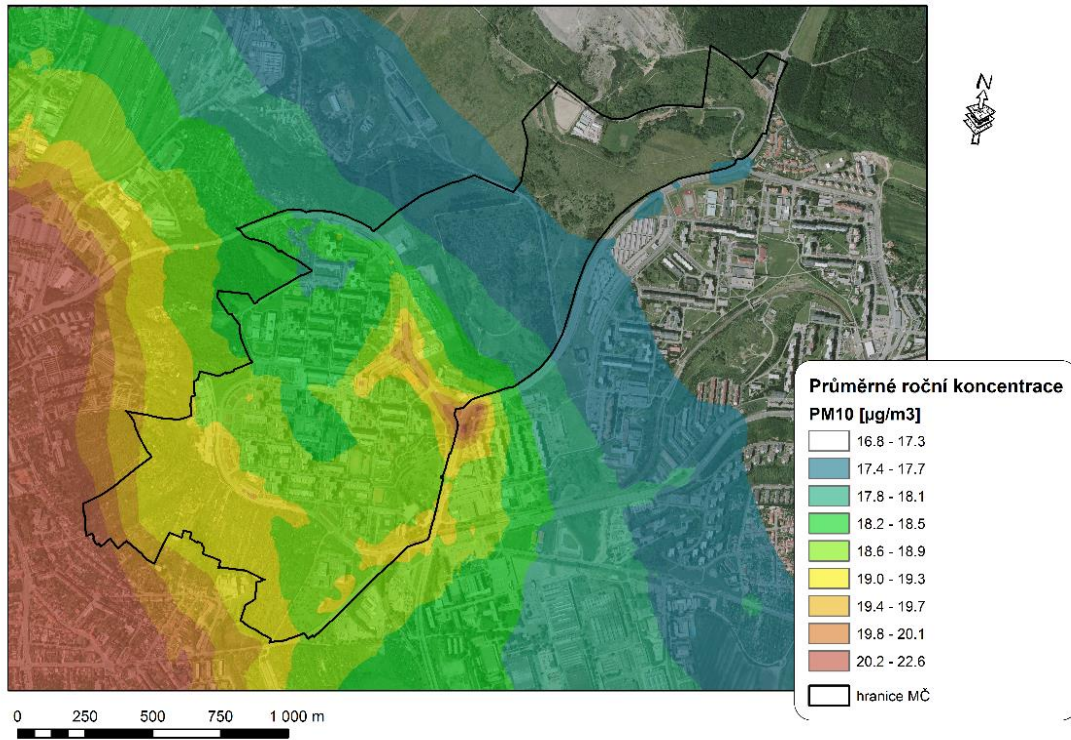 N
Průměrné roční koncentrace
PM10 [µg/m3]
16.8 - 17.3
17.4 - 17.7
17.8 - 18.1
18.2 - 18.5
18.6 - 18.9
19.0 - 19.3
19.4 - 19.7
19.8 - 20.1
20.2 - 22.6
hranice MČ
0 250 500 750 1 000 m